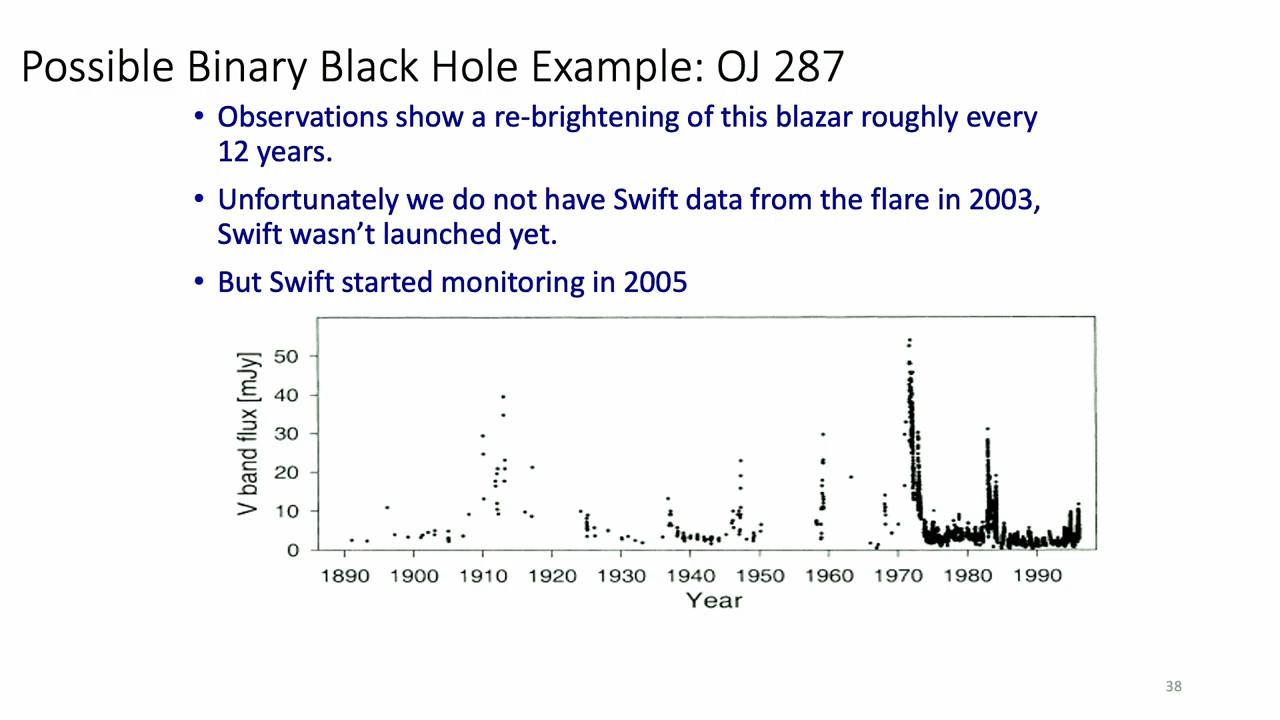 Possible Binary Black Hole Example: OJ 287
• Observations show a re-brightening of this blazar roughly every
12 years.
• Unfortunately we do not have Swift data from the flare in 2003,
Swift wasn’t launched yet.
• But Swift started monitoring in 2005
V band flux [mJy]
50
40
30
20
10
0
1890 1900 1910 1920 1930 1940 1950 1960 1970 1980 1990
Year
38